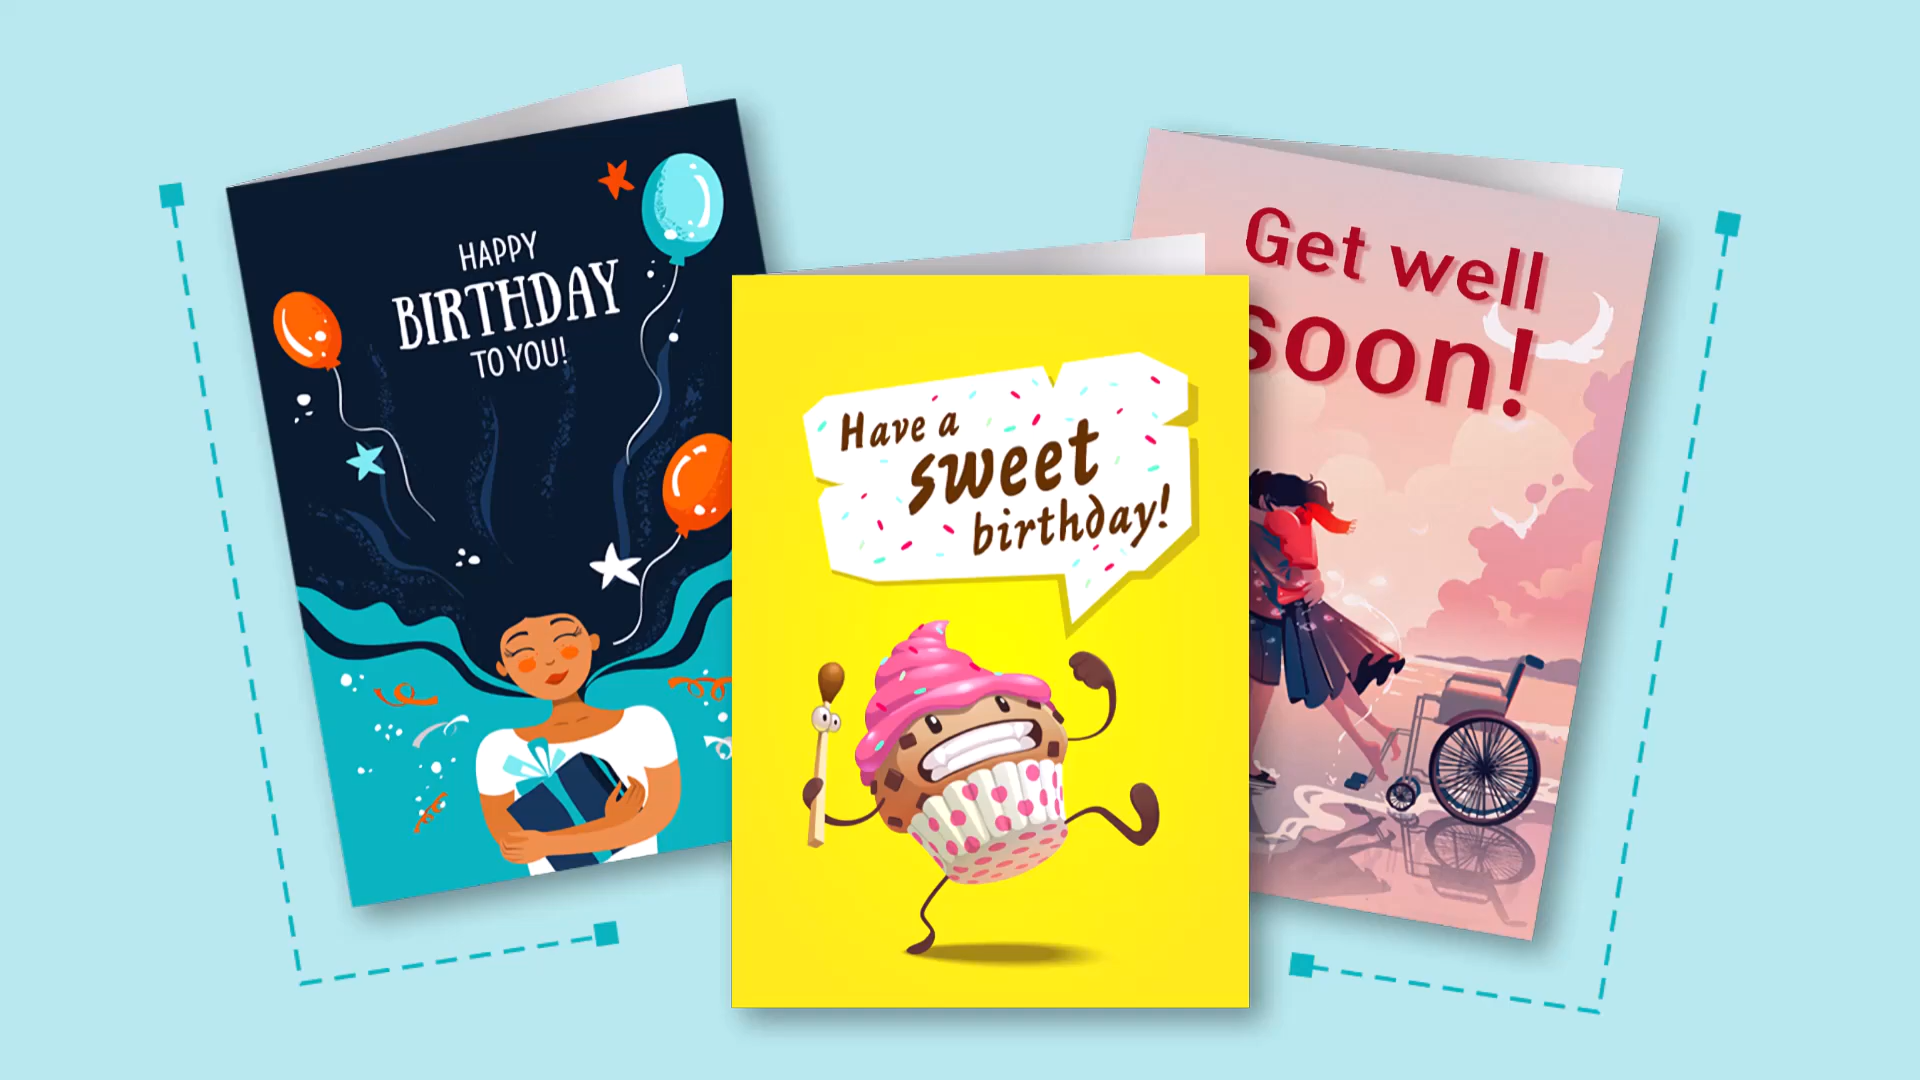 HAPPY
BIRTHDAY
TO YOU!
Have a
sweet
birthday!
Get well
soon!